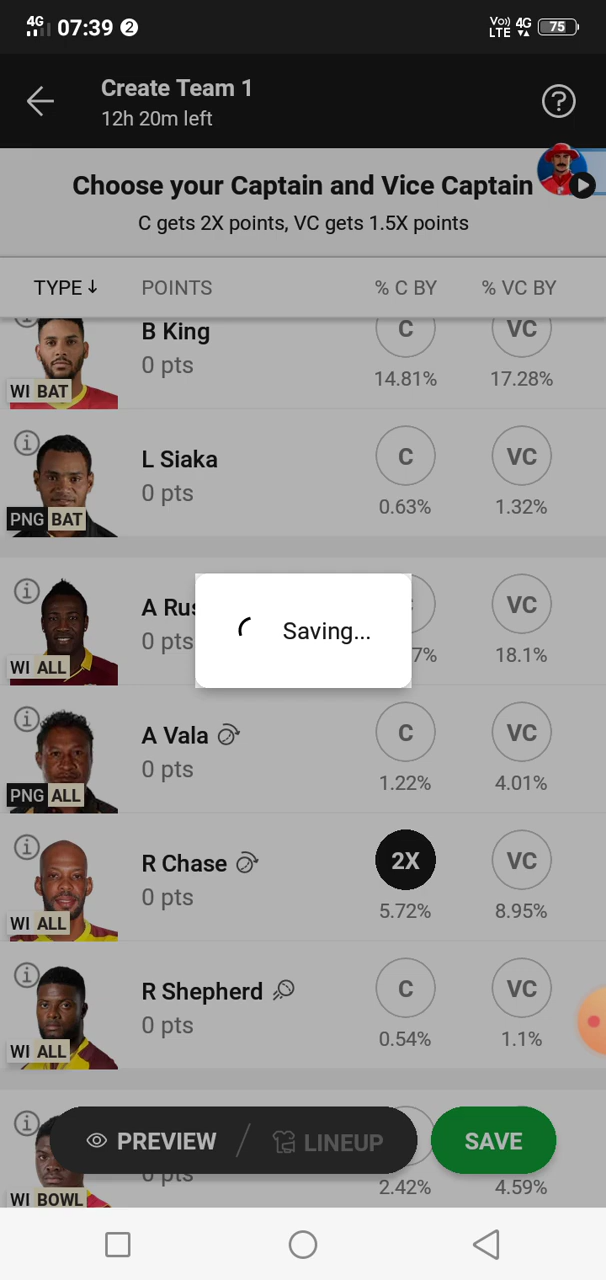 4G 07:39 2 Vo) LTE 4G 75
Create Team 1
12h 20m left
?
Choose your Captain and Vice Captain
C gets 2X points, VC gets 1.5X points
TYPE ↓ POINTS % C BY % VC BY
B King C VC
0 pts
14.81% 17.28%
WI BAT
L Siaka C VC
0 pts
0.63% 1.32%
PNG BAT
A Rus VC
Saving...
0 pts 7% 18.1%
WI ALL
A Vala C VC
0 pts
1.22% 4.01%
PNG ALL
R Chase 2X VC
0 pts
5.72% 8.95%
WI ALL
R Shepherd C VC
0 pts
0.54% 1.1%
WI ALL
PREVIEW / LINEUP SAVE
0 pts
2.42% 4.59%
WI BOWL